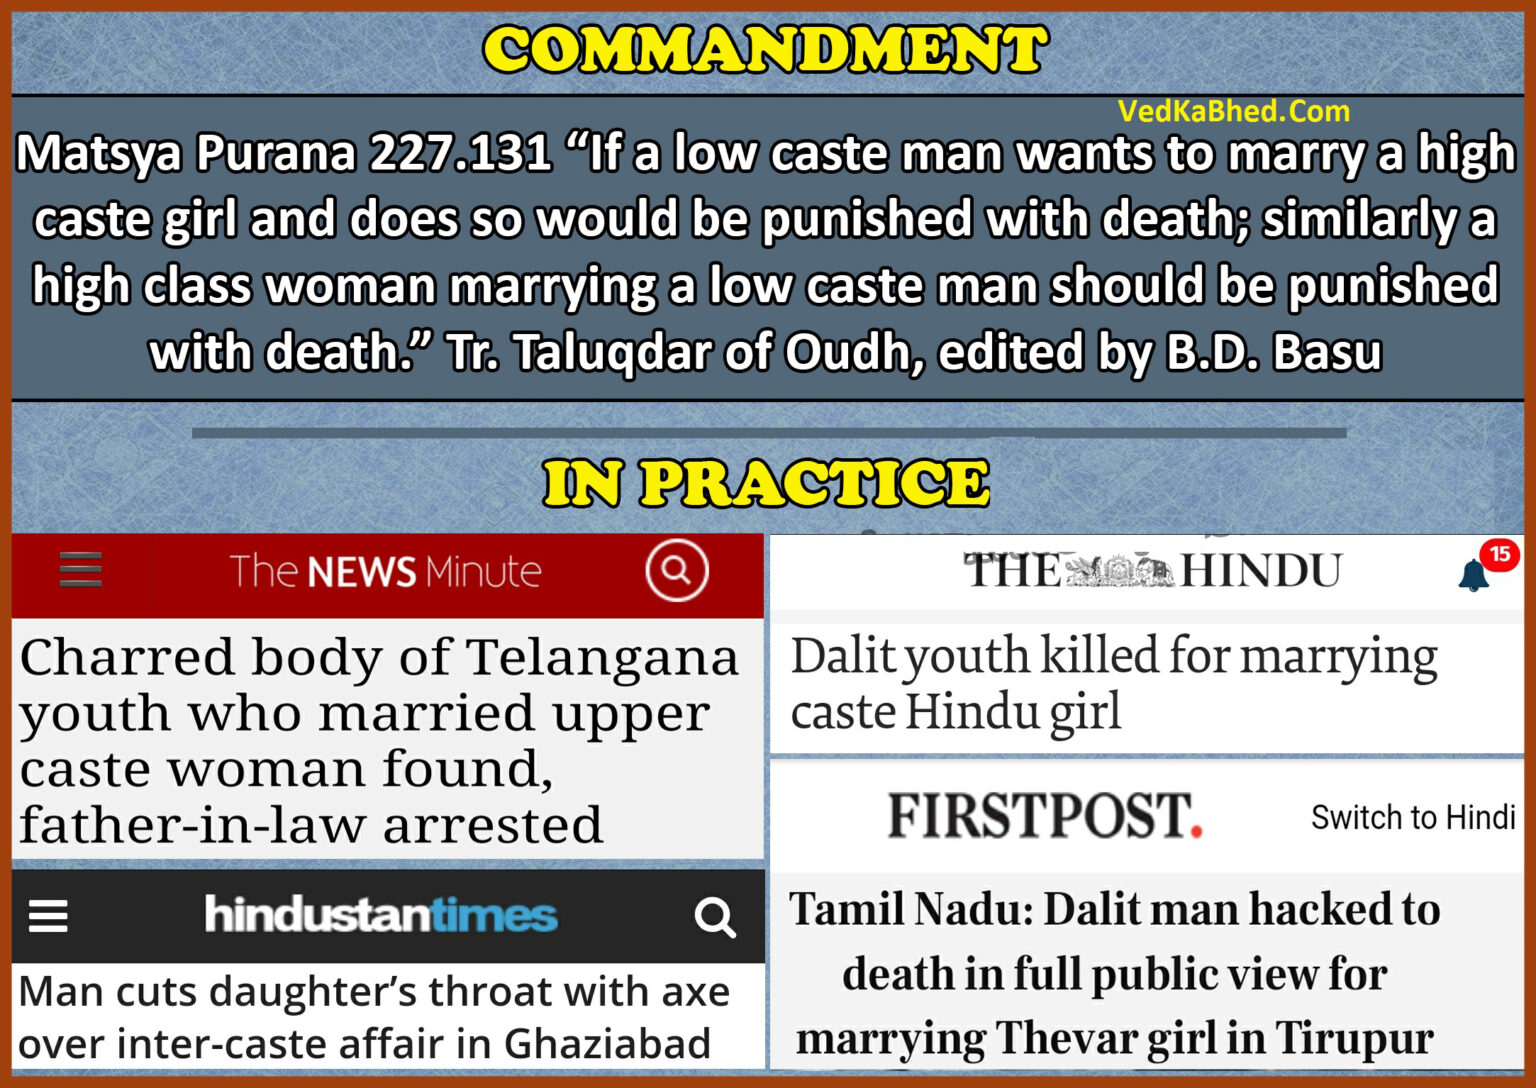 COMMANDMENT
VedKaBhed.Com
Matsya Purana 227.131 “If a low caste man wants to marry a high
caste girl and does so would be punished with death; similarly a
high class woman marrying a low caste man should be punished
with death.” Tr. Taluqdar of Oudh, edited by B.D. Basu
IN PRACTICE
The NEWS Minute
Charred body of Telangana
youth who married upper
caste woman found,
father-in-law arrested
hindustantimes
Man cuts daughter’s throat with axe
over inter-caste affair in Ghaziabad
THE HINDU
15
Dalit youth killed for marrying
caste Hindu girl
FIRSTPOST.
Switch to Hindi
Tamil Nadu: Dalit man hacked to
death in full public view for
marrying Thevar girl in Tirupur